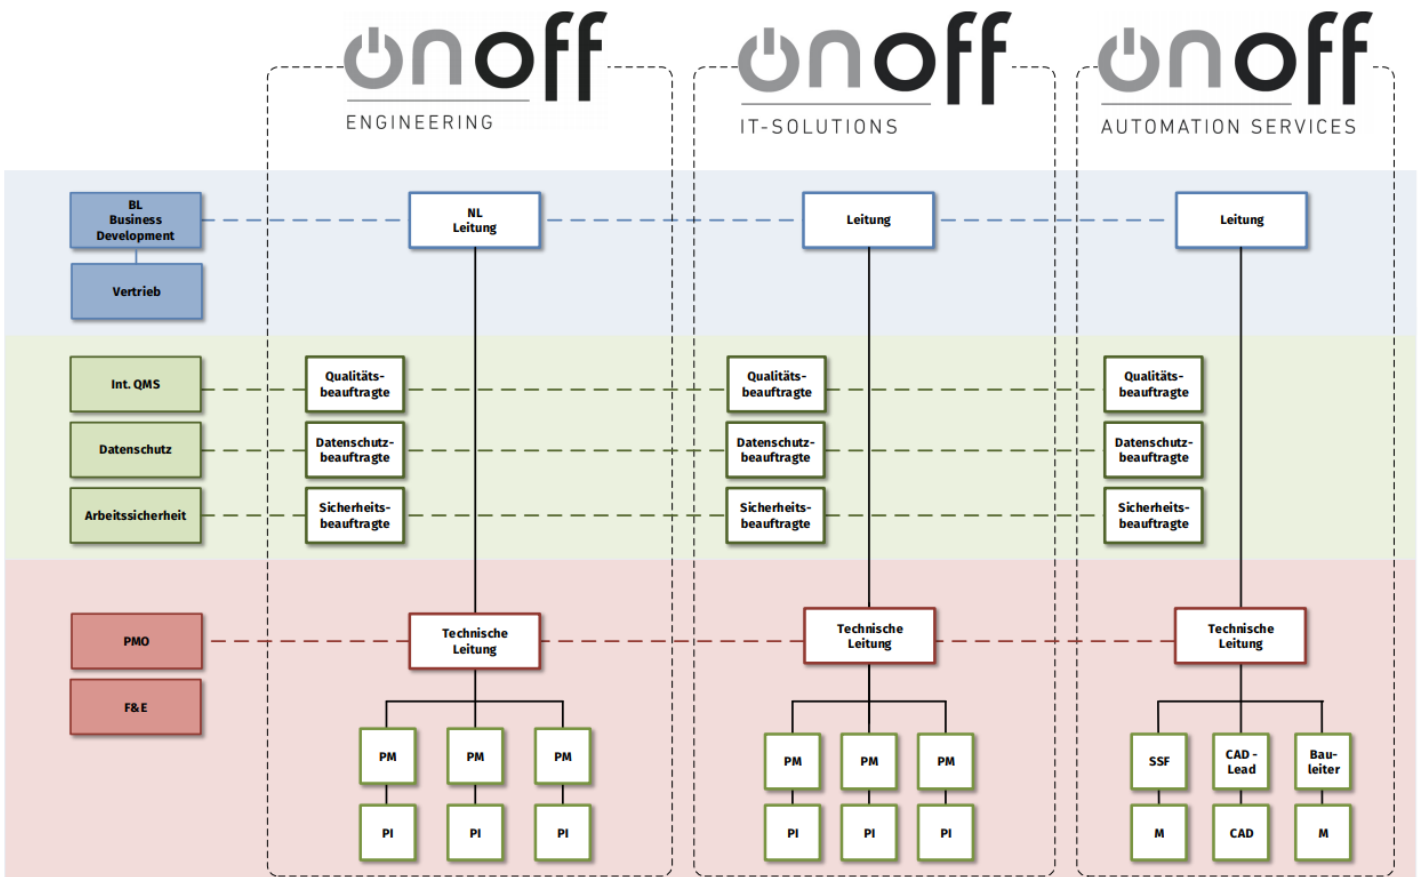 onoff
ENGINEERING
onoff
IT-SOLUTIONS
onoff
AUTOMATION SERVICES
BL
Business
Development
NL
Leitung
Leitung
Leitung
Vertrieb
Int. QMS
Qualitäts-
beauftragte
Qualitäts-
beauftragte
Qualitäts-
beauftragte
Datenschutz
Datenschutz-
beauftragte
Datenschutz-
beauftragte
Datenschutz-
beauftragte
Arbeitssicherheit
Sicherheits-
beauftragte
Sicherheits-
beauftragte
Sicherheits-
beauftragte
PMO
Technische
Leitung
Technische
Leitung
Technische
Leitung
F&E
PM
PM
PM
PM
PM
PM
SSF
CAD -
Lead
Bau-
leiter
PI
PI
PI
PI
PI
PI
M
CAD
M